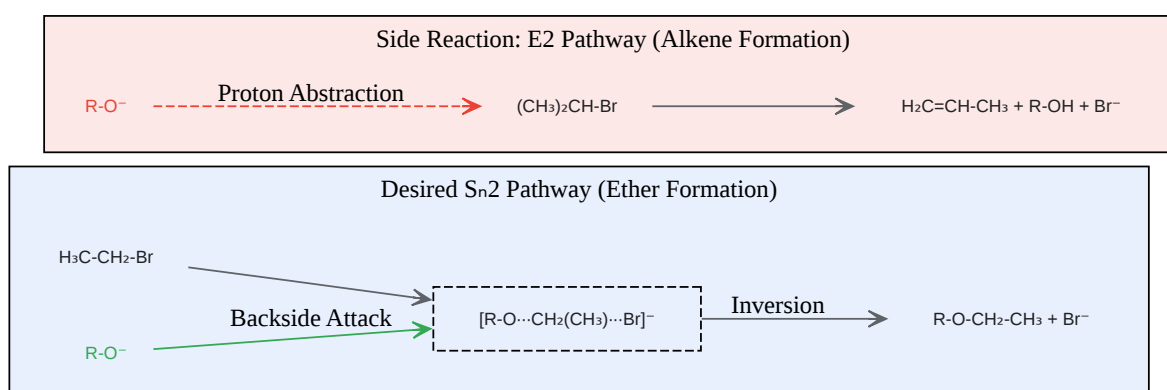 Side Reaction: E2 Pathway (Alkene Formation)
R-O⁻
Proton Abstraction
(CH₃)₂CH-Br
H₂C=CH-CH₃ + R-OH + Br⁻
Desired Sₙ2 Pathway (Ether Formation)
H₃C-CH₂-Br
Backside Attack
R-O⁻
[R-O···CH₂(CH₃)···Br]⁻
Inversion
R-O-CH₂-CH₃ + Br⁻